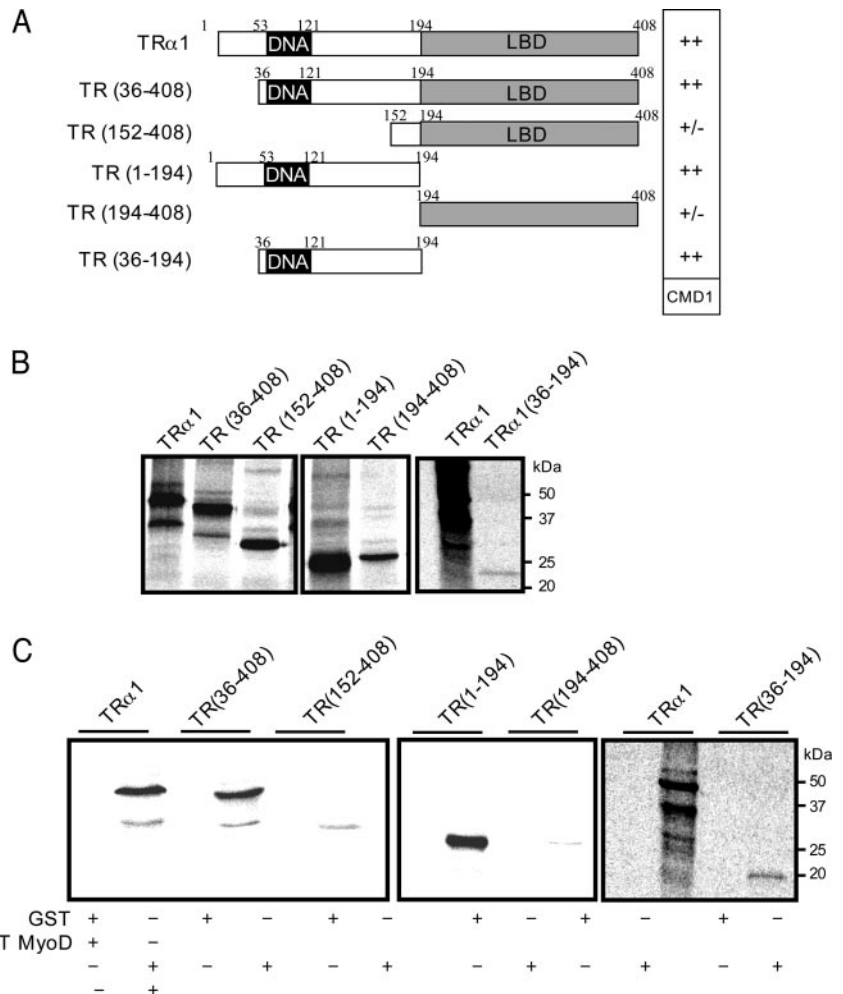 A
1 53 121 194 408
TRα1 DNA LBD ++
36 121 194 408
TR (36-408) DNA LBD ++
152 194 408
TR (152-408) LBD +/-
1 53 121 194
TR (1-194) DNA ++
194 408
TR (194-408) +/-
36 121 194
TR (36-194) DNA ++
CMD1
B
TRα1 TR (36-408) TR (152-408) TR (1-194) TR (194-408) TRα1 TRα1(36-194)
kDa
50
37
25
20
C
TRα1 TR(36-408) TR(152-408) TR(1-194) TR(194-408) TRα1 TR(36-194)
kDa
50
37
25
20
GST + – + – + – + – + – + –
T MyoD + –
– + – + – + – + – + – +
– +